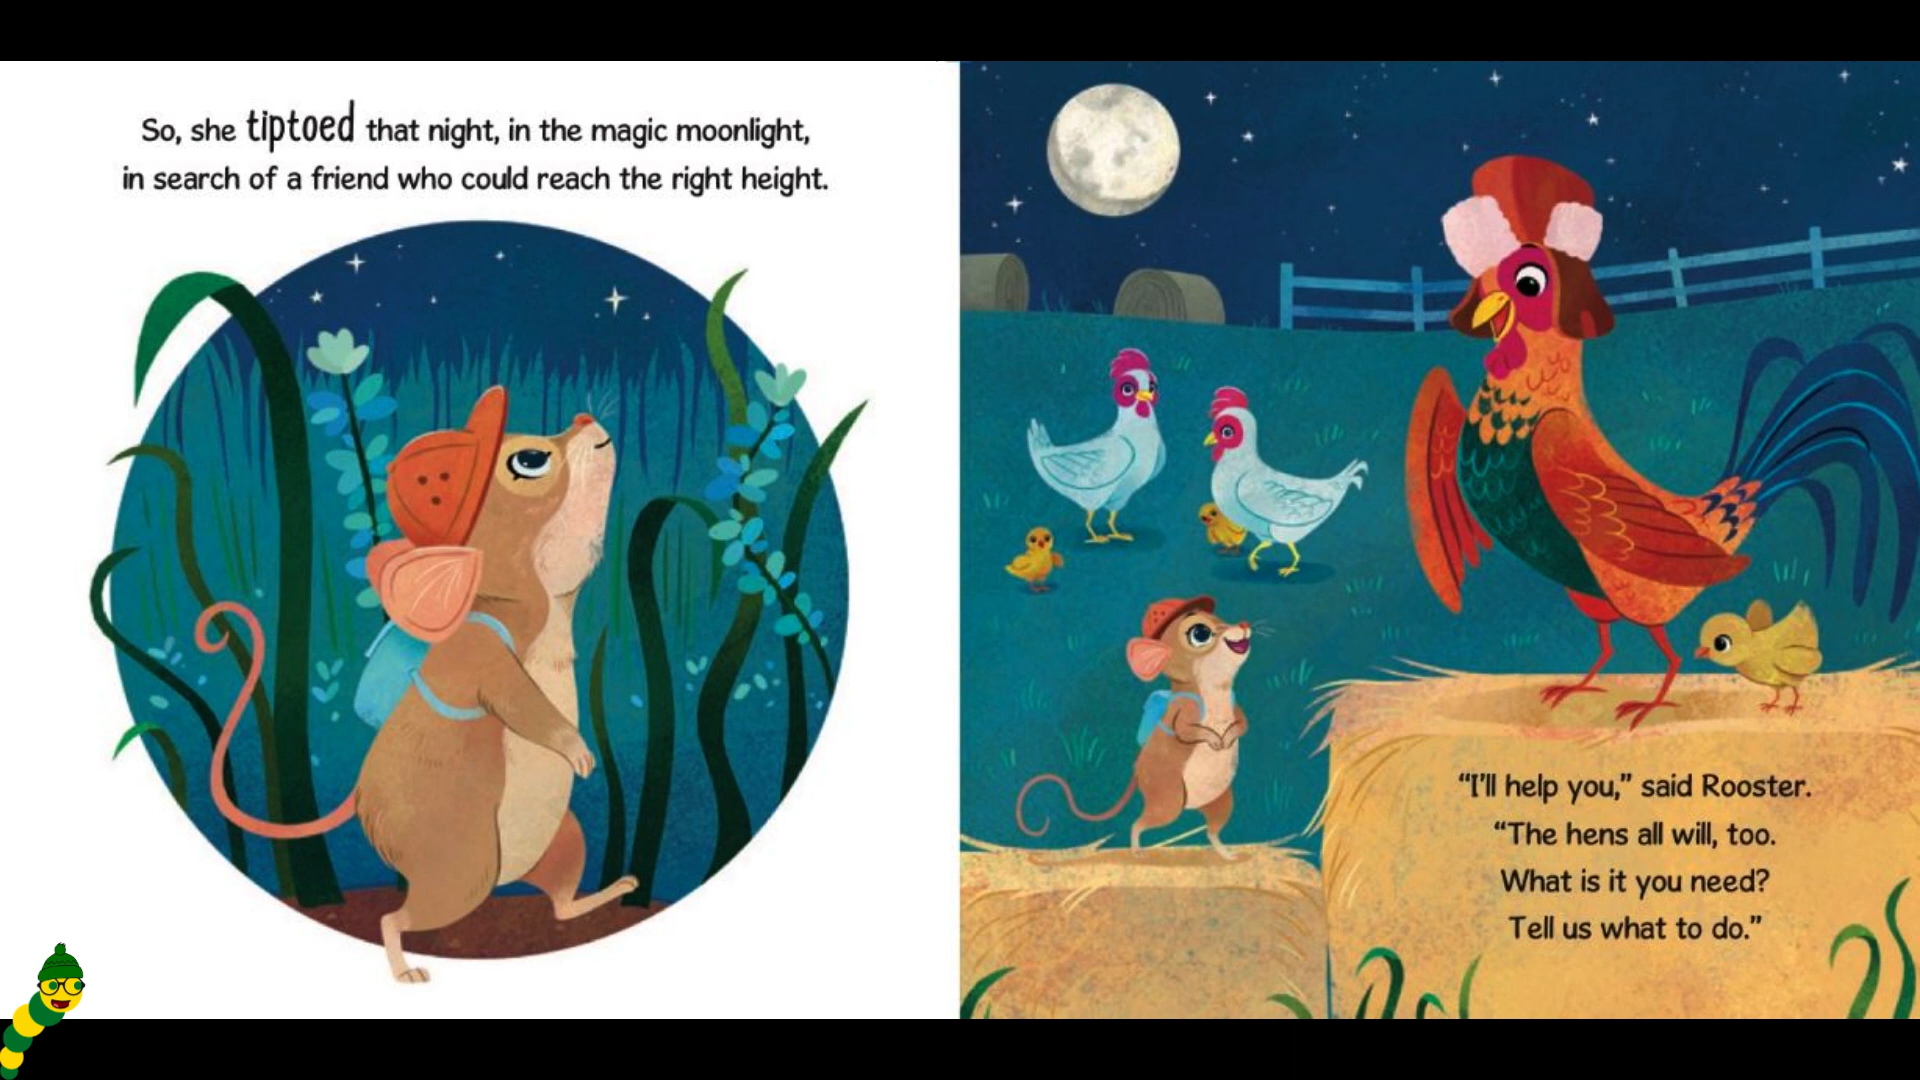 So, she tiptoed that night, in the magic moonlight,
in search of a friend who could reach the right height.
“I’ll help you,” said Rooster.
“The hens all will, too.
What is it you need?
Tell us what to do.”